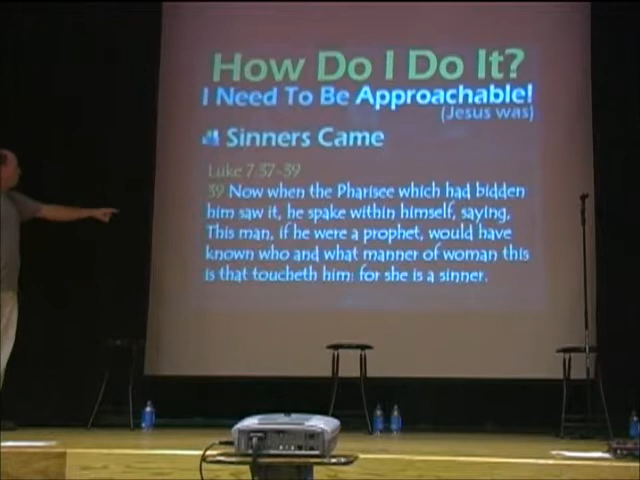 How Do I Do It?
I Need To Be Approachable!
(Jesus was)
Sinners Came
Luke 7:37-39
39 Now when the Pharisee which had bidden
him saw it, he spake within himself, saying,
This man, if he were a prophet, would have
known who and what manner of woman this
is that toucheth him: for she is a sinner.